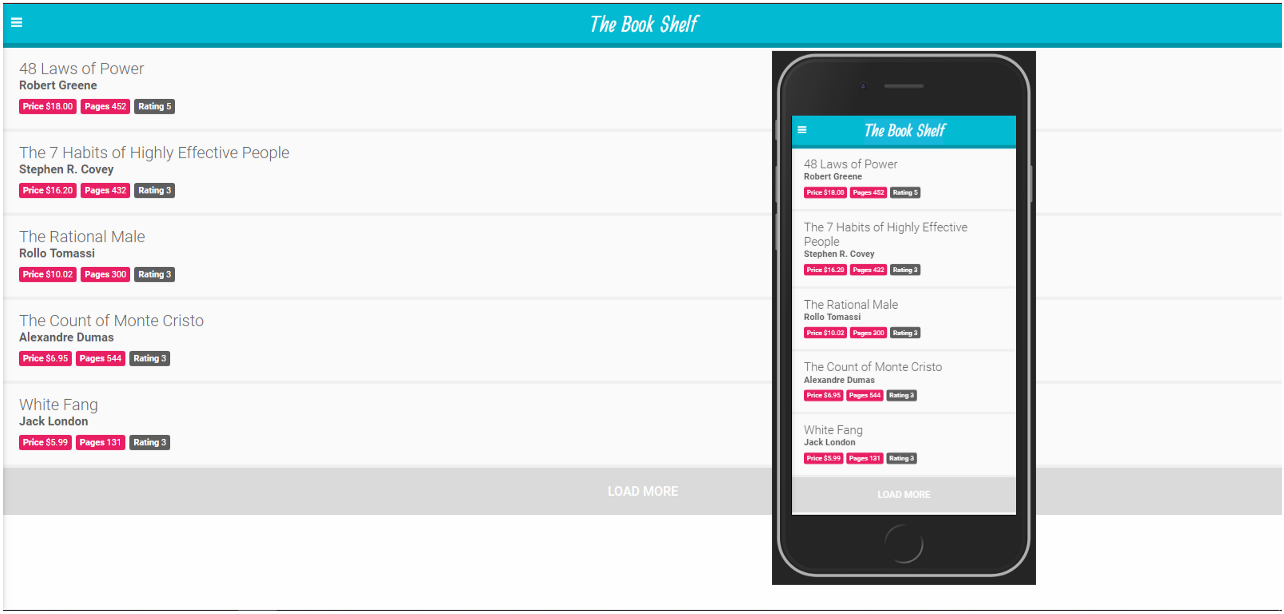 The Book Shelf
48 Laws of Power
Robert Greene
Price $18.00 Pages 452 Rating 5
The 7 Habits of Highly Effective People
Stephen R. Covey
Price $16.20 Pages 432 Rating 3
The Rational Male
Rollo Tomassi
Price $10.02 Pages 300 Rating 3
The Count of Monte Cristo
Alexandre Dumas
Price $6.95 Pages 544 Rating 3
White Fang
Jack London
Price $5.99 Pages 131 Rating 3
LOAD MORE
The Book Shelf
48 Laws of Power
Robert Greene
Price $18.00 Pages 452 Rating 5
The 7 Habits of Highly Effective
People
Stephen R. Covey
Price $16.20 Pages 432 Rating 3
The Rational Male
Rollo Tomassi
Price $10.02 Pages 300 Rating 3
The Count of Monte Cristo
Alexandre Dumas
Price $6.95 Pages 544 Rating 3
White Fang
Jack London
Price $5.99 Pages 131 Rating 3
LOAD MORE